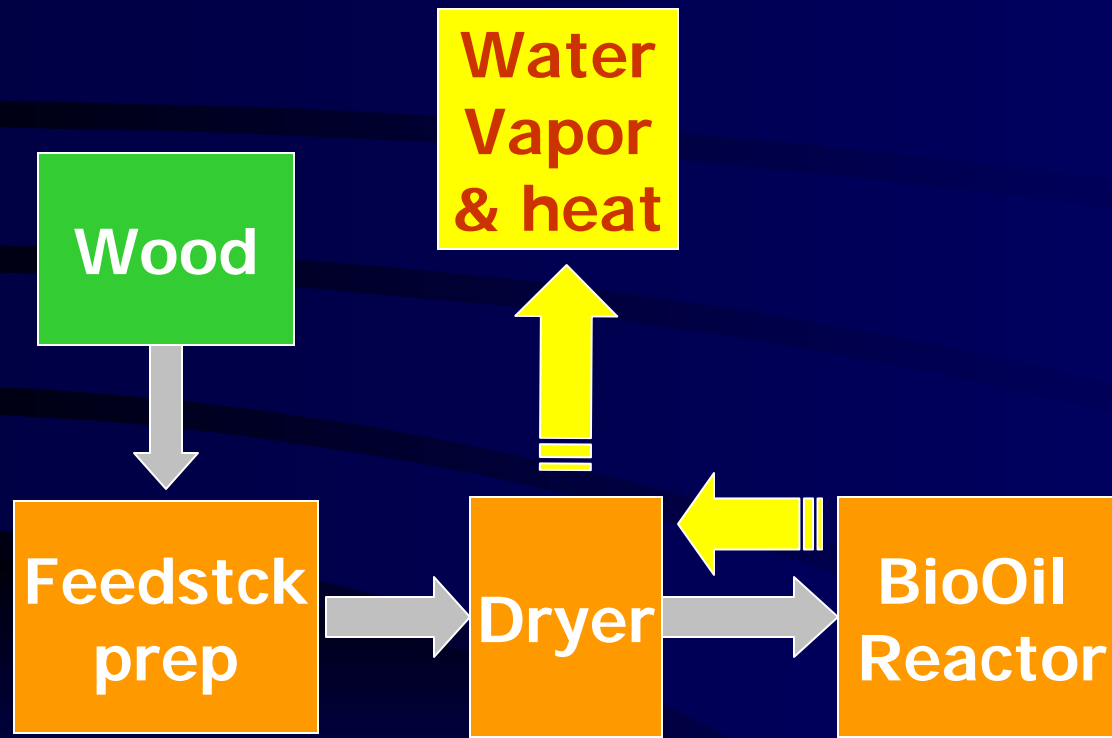 Water
Vapor
& heat
Wood
Feedstck
prep
Dryer
BioOil
Reactor